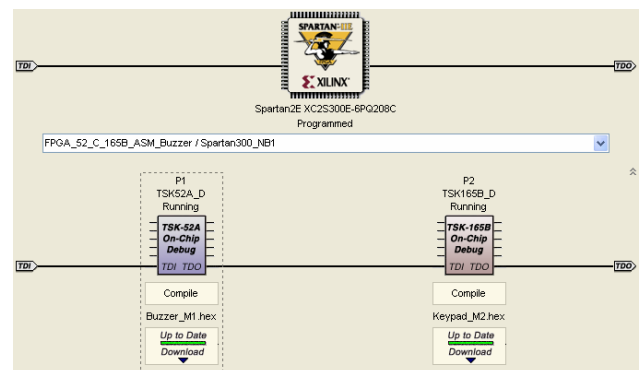 SPARTAN-IIE
XILINX
TDI
TDO
Spartan2E XC2S300E-6PQ208C
Programmed
FPGA_52_C_165B_ASM_Buzzer / Spartan300_NB1
P1
TSK52A_D
Running
TSK-52A
On-Chip
Debug
TDI TDO
P2
TSK165B_D
Running
TSK-165B
On-Chip
Debug
TDI TDO
TDI
TDO
Compile
Compile
Buzzer_M1.hex
Keypad_M2.hex
Up to Date
Download
Up to Date
Download